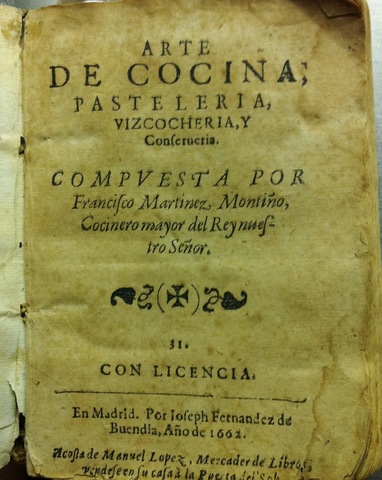 ARTE
DE COCINA,
PASTELERIA,
VIZCOCHERIA, Y
Conserueria.
COMPVESTA POR
Francisco Martinez Montiño,
Cocinero mayor del Rey nues-
tro Señor.
31.
CON LICENCIA.
En Madrid. Por Ioseph Fernandez de
Buendia, Año de 1662.
Acosta de Manuel Lopez, Mercader de Libros,
Vendese en su casa à la Puerta del Sol.